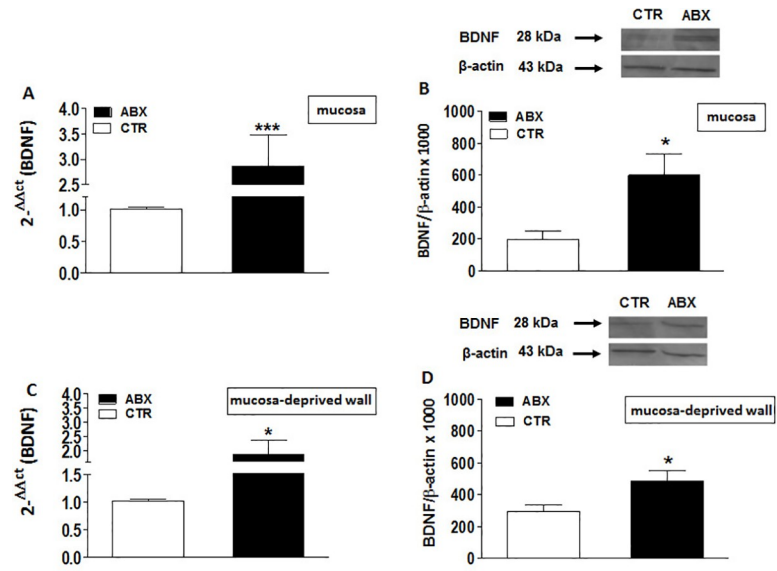 CTR ABX
BDNF 28 kDa
β-actin 43 kDa
A
4.0
3.5
3.0
2.5
1.0
0.5
0.0
2-ΔΔct (BDNF)
ABX
CTR
mucosa
***
B
1000
800
600
400
200
0
BDNF/β-actin x 1000
ABX
CTR
mucosa
*
CTR ABX
BDNF 28 kDa
β-actin 43 kDa
C
4.0
3.5
3.0
2.5
2.0
1.5
1.0
0.5
0.0
2-ΔΔct (BDNF)
ABX
CTR
mucosa-deprived wall
*
D
1000
800
600
400
200
0
BDNF/β-actin x 1000
ABX
CTR
mucosa-deprived wall
*